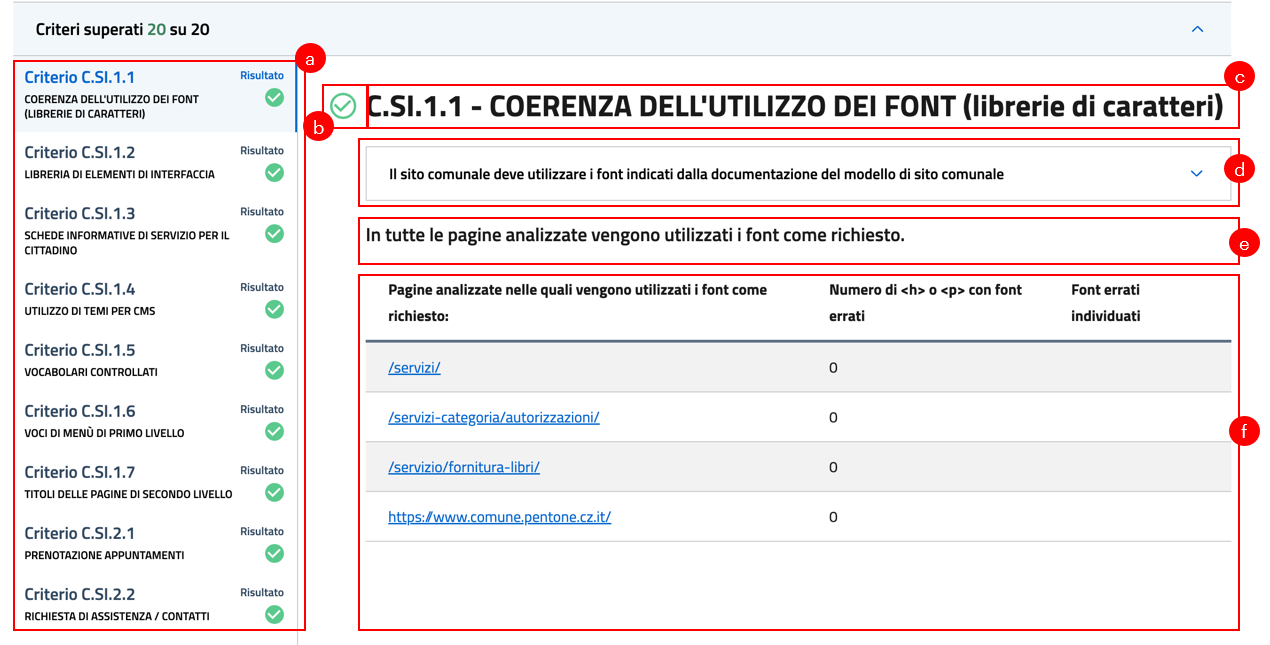 Criteri superati 20 su 20
a
Criterio C.SI.1.1
Risultato
COERENZA DELL'UTILIZZO DEI FONT
(LIBRERIE DI CARATTERI)
Criterio C.SI.1.2
Risultato
LIBRERIA DI ELEMENTI DI INTERFACCIA
Criterio C.SI.1.3
Risultato
SCHEDE INFORMATIVE DI SERVIZIO PER IL
CITTADINO
Criterio C.SI.1.4
Risultato
UTILIZZO DI TEMI PER CMS
Criterio C.SI.1.5
Risultato
VOCABOLARI CONTROLLATI
Criterio C.SI.1.6
Risultato
VOCI DI MENÙ DI PRIMO LIVELLO
Criterio C.SI.1.7
Risultato
TITOLI DELLE PAGINE DI SECONDO LIVELLO
Criterio C.SI.2.1
Risultato
PRENOTAZIONE APPUNTAMENTI
Criterio C.SI.2.2
Risultato
RICHIESTA DI ASSISTENZA / CONTATTI
b
c
C.SI.1.1 - COERENZA DELL'UTILIZZO DEI FONT (librerie di caratteri)
d
Il sito comunale deve utilizzare i font indicati dalla documentazione del modello di sito comunale
e
In tutte le pagine analizzate vengono utilizzati i font come richiesto.
f
Pagine analizzate nelle quali vengono utilizzati i font come
richiesto:
Numero di <h> o <p> con font
errati
Font errati
individuati
/servizi/ 0
/servizi-categoria/autorizzazioni/ 0
/servizio/fornitura-libri/ 0
https://www.comune.pentone.cz.it/ 0